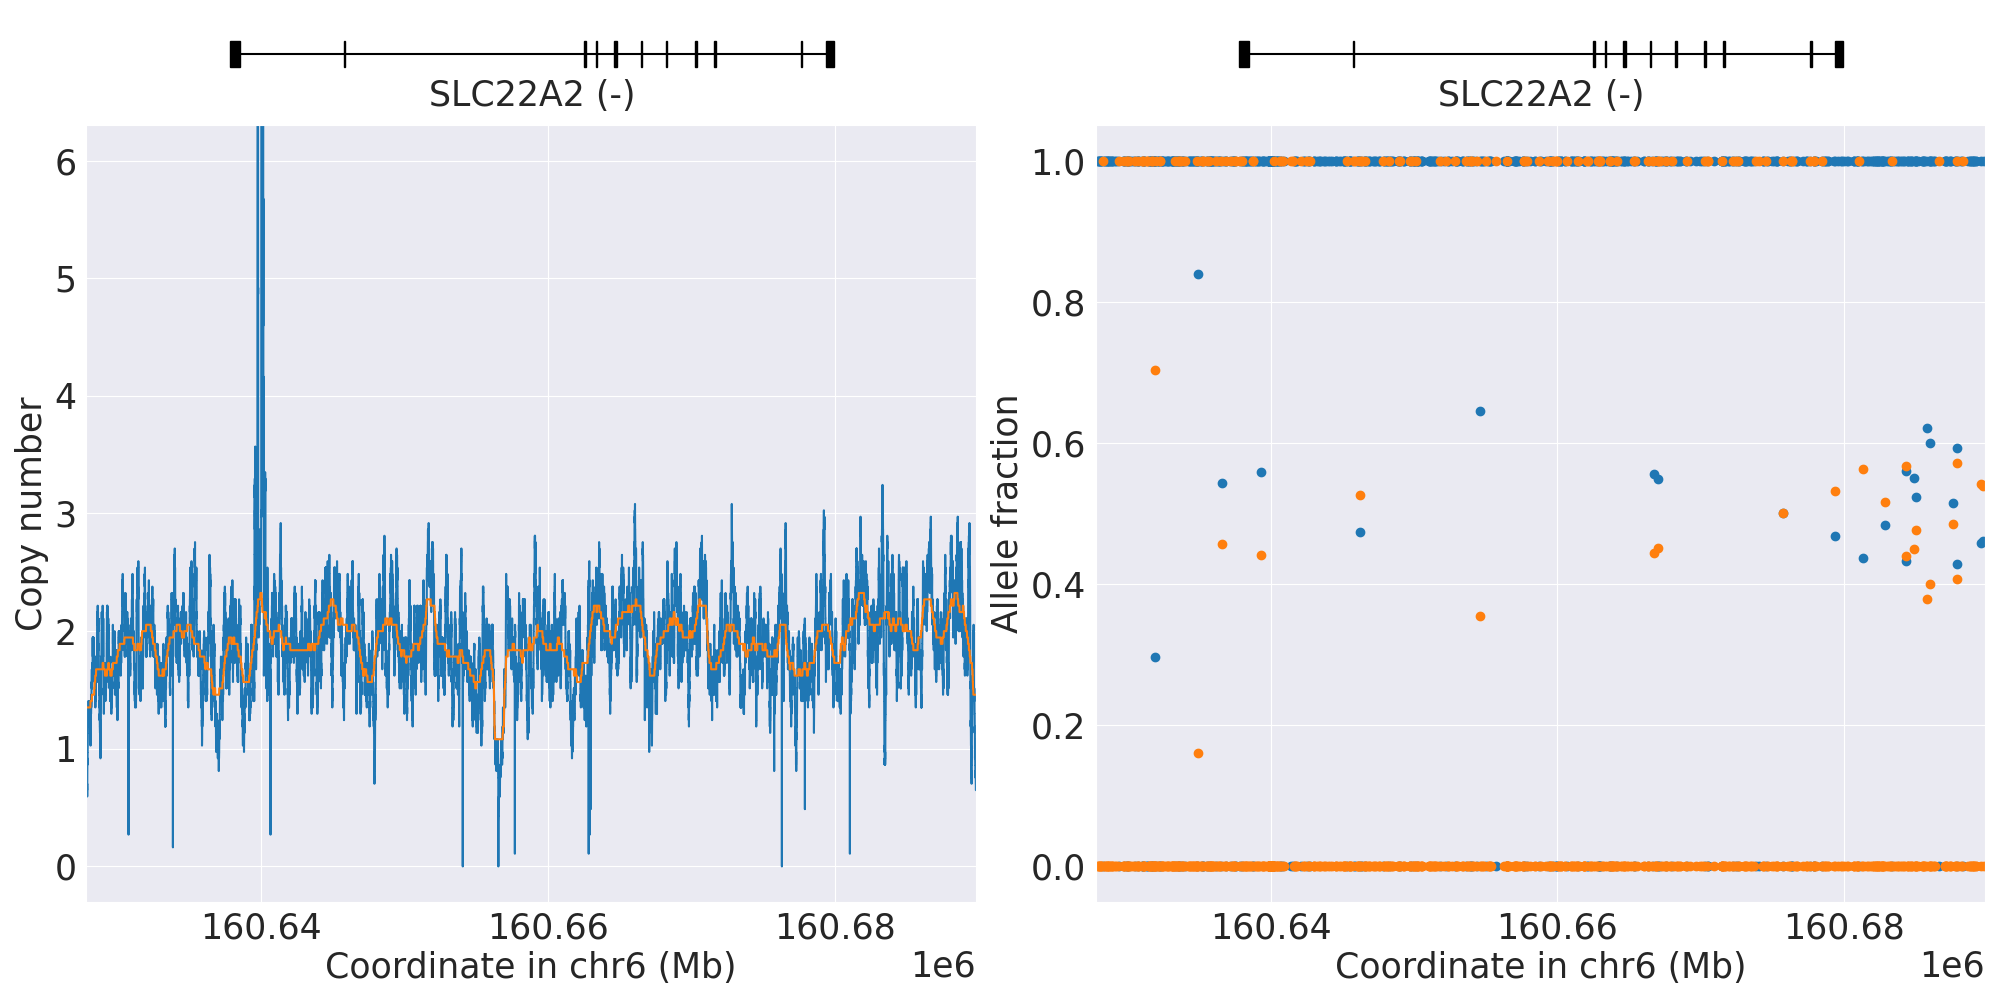 SLC22A2 (-)
6
5
4
3
2
1
0
Copy number
160.64
160.66
160.68
Coordinate in chr6 (Mb)
1e6
SLC22A2 (-)
1.0
0.8
0.6
0.4
0.2
0.0
Allele fraction
160.64
160.66
160.68
Coordinate in chr6 (Mb)
1e6